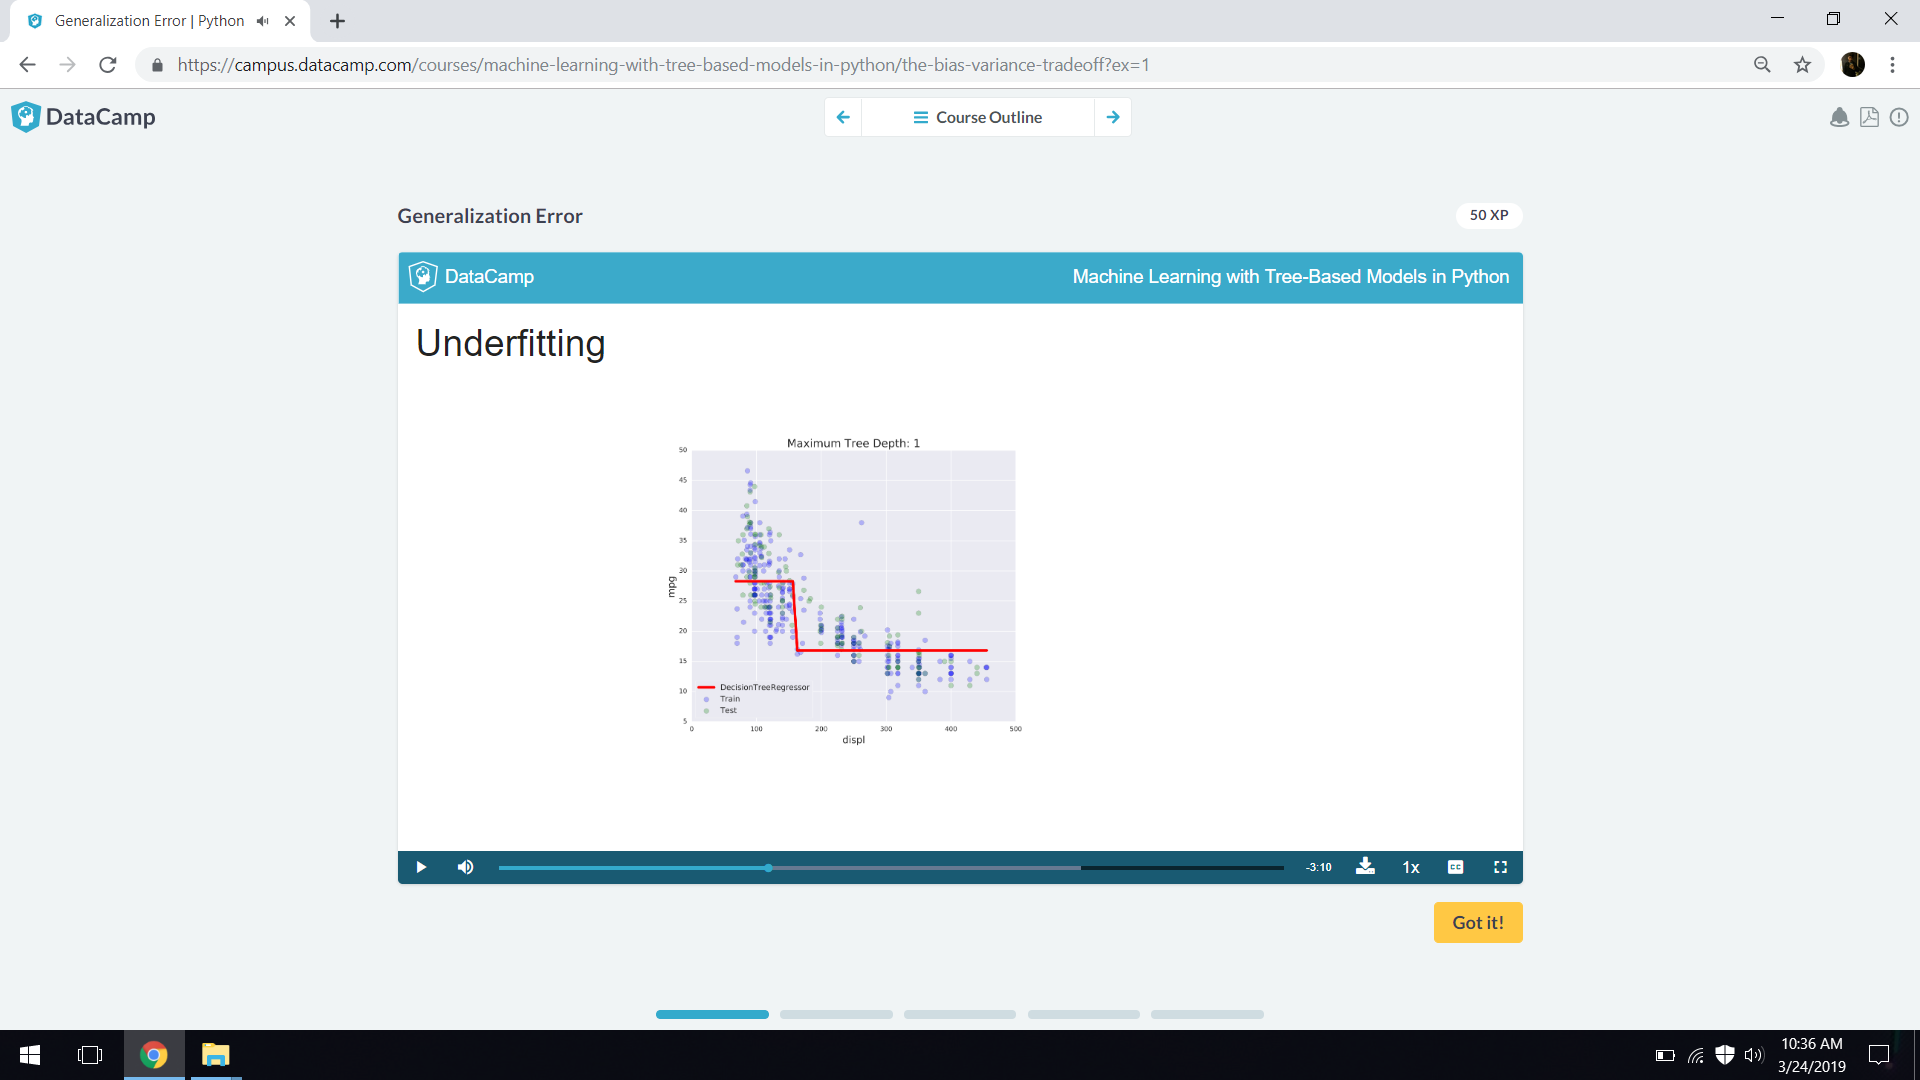 Generalization Error | Python
https://campus.datacamp.com/courses/machine-learning-with-tree-based-models-in-python/the-bias-variance-tradeoff?ex=1
DataCamp
Course Outline
Generalization Error
50 XP
DataCamp
Machine Learning with Tree-Based Models in Python
Underfitting
Maximum Tree Depth: 1
50
45
40
35
30
25
20
15
10
5
mpg
DecisionTreeRegressor
Train
Test
0 100 200 300 400 500
displ
-3:10
1x
CC
Got it!
10:36 AM
3/24/2019